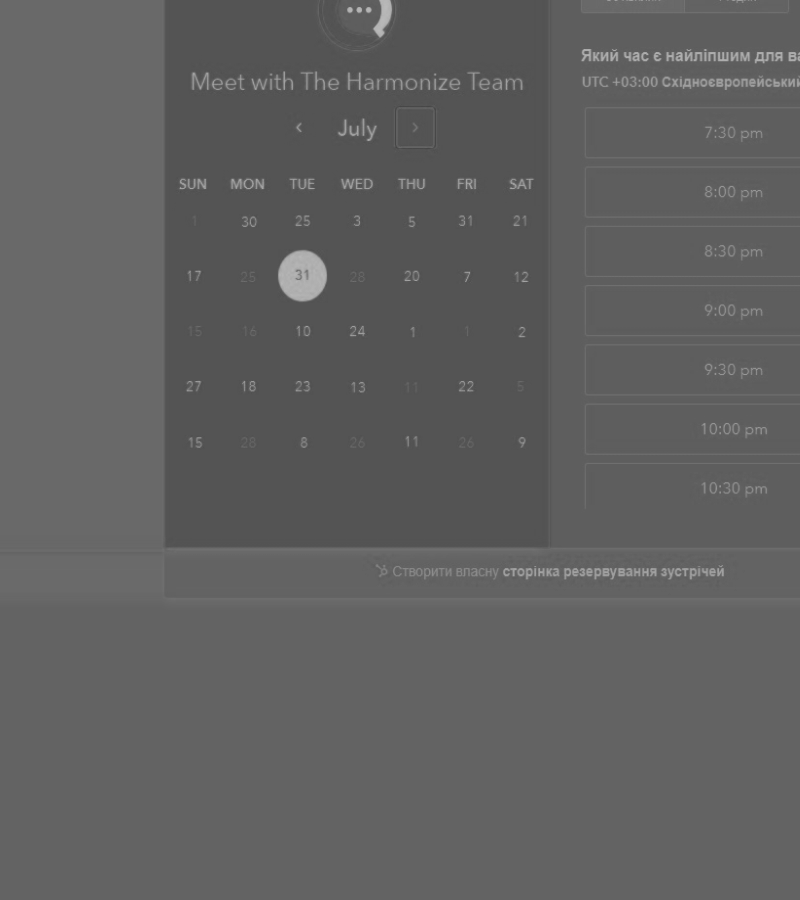 Meet with The Harmonize Team
July
SUN MON TUE WED THU FRI SAT
1 30 25 3 5 31 21
17 25 31 28 20 7 12
15 16 10 24 1 1 2
27 18 23 13 11 22 5
15 28 8 26 11 26 9
Який час є найліпшим для ва
UTC +03:00 Східноєвропейський
7:30 pm
8:00 pm
8:30 pm
9:00 pm
9:30 pm
10:00 pm
10:30 pm
Створити власну сторінка резервування зустрічей